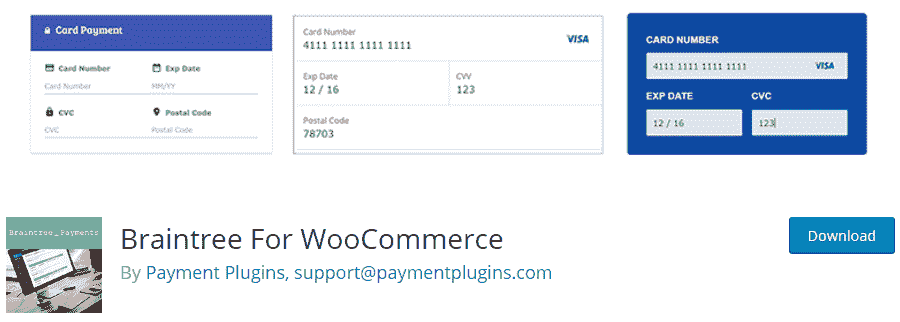 Card Payment
Card Number
Exp Date
Card Number
MM/YY
CVC
Postal Code
CVC
Postal Code
Card Number
4111 1111 1111 1111
VISA
Exp Date
CVV
12 / 16
123
Postal Code
78703
CARD NUMBER
4111 1111 1111 1111
VISA
EXP DATE
CVC
12 / 16
123
Braintree_Payments
Braintree For WooCommerce
By Payment Plugins, support@paymentplugins.com
Download